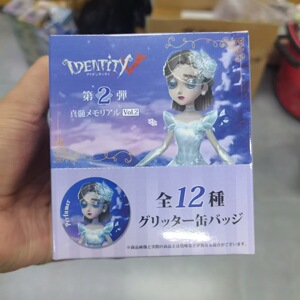 IDENTITY V
アイデンティティ
第2弾
真髄メモリアル Vol.2
Perfumer
全12種
グリッター缶バッジ